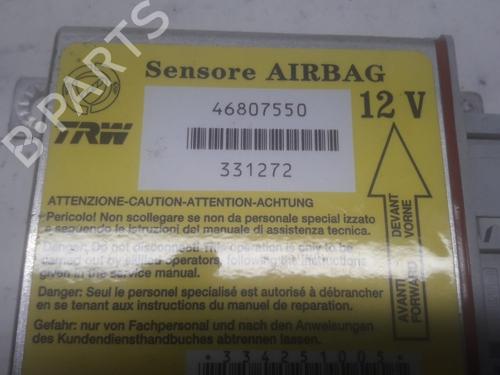 B-PARTS
Sensore AIRBAG
46807550
12 V
TRW
331272
ATTENZIONE-CAUTION-ATTENTION-ACHTUNG
Pericolo! Non scollegare se non da personale special izzato
a seguendo le istruzioni del manuale di assistenza tecnica.
Danger: Do not disconnect! This operation is only to be
carried out by skilled operators, following the instructions
given in the service manual.
Danger: Seul le personel spécialisé est autorisé à débrancher
en se tenant aux instructions du manuel de reparation.
Gefahr: nur von Fachpersonal und nach den Anweisungen
des Kundendiensthandbuches abtrennen lassen.
AVANTI DEVANT
FORWARD VORNE
334251005